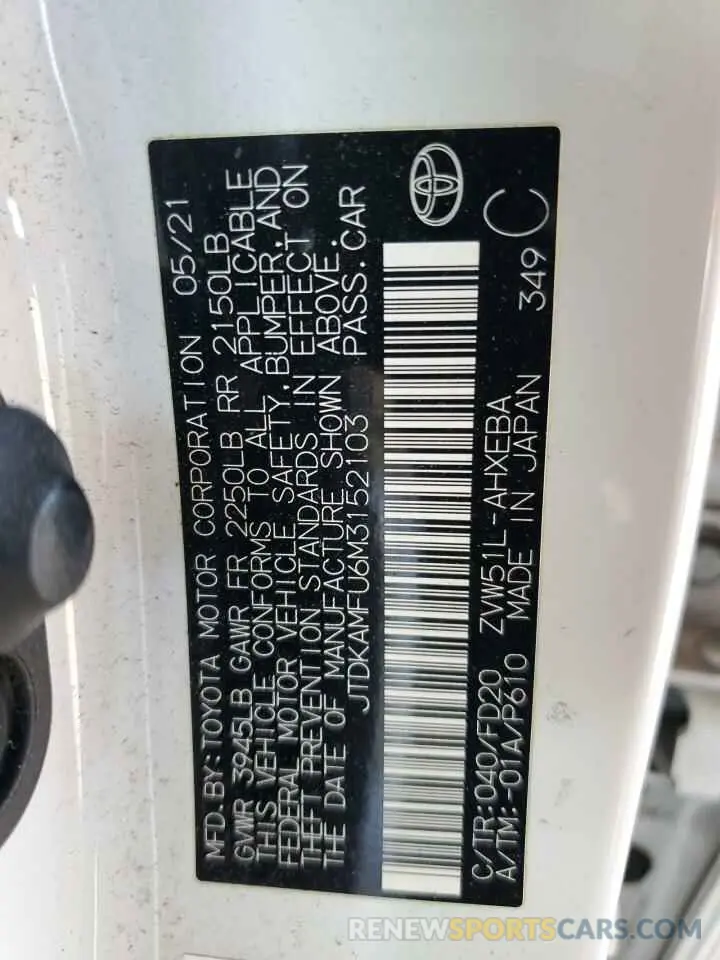 MFD.BY:TOYOTA MOTOR CORPORATION 05/21
GVWR 3945LB GAWR FR 2250LB RR 2150LB
THIS VEHICLE CONFORMS TO ALL APPLICABLE
FEDERAL MOTOR VEHICLE SAFETY,BUMPER,AND
THEFT PREVENTION STANDARDS IN EFFECT ON
THE DATE OF MANUFACTURE SHOWN ABOVE.
JTDKAMFU6M3152103 PASS.CAR
C/TR:040/FD20 ZVW51L-AHXEBA
A/TM:-01A/P610 MADE IN JAPAN 349 C
RENEWSPORTSCARS.COM